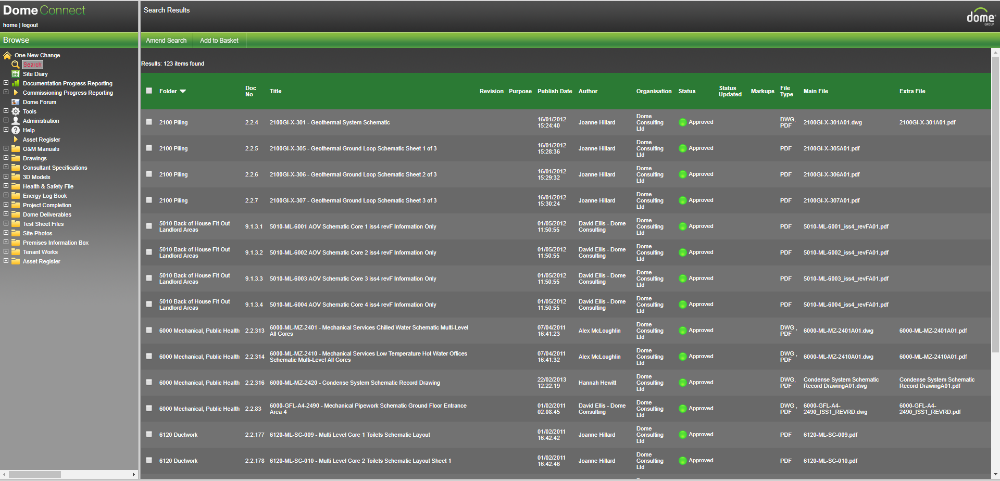 Dome Connect
home | logout
Browse
One New Change
Search
Site Diary
Documentation Progress Reporting
Commissioning Progress Reporting
Dome Forum
Tools
Administration
Help
Asset Register
O&M Manuals
Drawings
Consultant Specifications
3D Models
Health & Safety File
Energy Log Book
Project Completion
Dome Deliverables
Test Sheet Files
Site Photos
Premises Information Box
Tenant Works
Asset Register
Search Results
dome
GROUP
Amend Search Add to Basket
Results: 123 items found
Folder Doc No Title Revision Purpose Publish Date Author Organisation Status Status Updated Markups File Type Main File Extra File
2100 Piling 2.2.4 2100GI-X-301 - Geothermal System Schematic 16/01/2012 15:24:40 Joanne Hillard Dome Consulting Ltd Approved DWG, PDF 2100GI-X-301A01.dwg 2100GI-X-301A01.pdf
2100 Piling 2.2.5 2100GI-X-305 - Geothermal Ground Loop Schematic Sheet 1 of 3 16/01/2012 15:28:36 Joanne Hillard Dome Consulting Ltd Approved PDF 2100GI-X-305A01.pdf
2100 Piling 2.2.6 2100GI-X-306 - Geothermal Ground Loop Schematic Sheet 2 of 3 16/01/2012 15:29:32 Joanne Hillard Dome Consulting Ltd Approved PDF 2100GI-X-306A01.pdf
2100 Piling 2.2.7 2100GI-X-307 - Geothermal Ground Loop Schematic Sheet 3 of 3 16/01/2012 15:30:24 Joanne Hillard Dome Consulting Ltd Approved PDF 2100GI-X-307A01.pdf
5010 Back of House Fit Out Landlord Areas 9.1.3.1 5010-ML-6001 AOV Schematic Core 1 iss4 revF Information Only 01/05/2012 11:50:55 David Ellis - Dome Consulting Dome Consulting Ltd Approved PDF 5010-ML-6001_iss4_revFA01.pdf
5010 Back of House Fit Out Landlord Areas 9.1.3.2 5010-ML-6002 AOV Schematic Core 2 iss4 revF Information Only 01/05/2012 11:50:55 David Ellis - Dome Consulting Dome Consulting Ltd Approved PDF 5010-ML-6002_iss4_revFA01.pdf
5010 Back of House Fit Out Landlord Areas 9.1.3.3 5010-ML-6003 AOV Schematic Core 3 iss4 revF Information Only 01/05/2012 11:50:55 David Ellis - Dome Consulting Dome Consulting Ltd Approved PDF 5010-ML-6003_iss4_revFA01.pdf
5010 Back of House Fit Out Landlord Areas 9.1.3.4 5010-ML-6004 AOV Schematic Core 4 iss4 revF Information Only 01/05/2012 11:50:55 David Ellis - Dome Consulting Dome Consulting Ltd Approved PDF 5010-ML-6004_iss4_revFA01.pdf
6000 Mechanical, Public Health 2.2.313 6000-ML-MZ-2401 - Mechanical Services Chilled Water Schematic Multi-Level All Cores 07/04/2011 16:41:23 Alex McLoughlin Dome Consulting Ltd Approved DWG , PDF 6000-ML-MZ-2401A01.dwg 6000-ML-MZ-2401A01.pdf
6000 Mechanical, Public Health 2.2.314 6000-ML-MZ-2410 - Mechanical Services Low Temperature Hot Water Offices Schematic Multi-Level All Cores 07/04/2011 16:41:32 Alex McLoughlin Dome Consulting Ltd Approved DWG , PDF 6000-ML-MZ-2410A01.dwg 6000-ML-MZ-2410A01.pdf
6000 Mechanical, Public Health 2.2.316 6000-ML-MZ-2420 - Condense System Schematic Record Drawing 22/02/2013 12:22:19 Hannah Hewitt Dome Consulting Ltd Approved DWG, PDF Condense System Schematic Record DrawingA01.dwg Condense System Schematic Record DrawingA01.pdf
6000 Mechanical, Public Health 2.2.83 6000-GFL-A4-2490 - Mechanical Pipework Schematic Ground Floor Entrance Area 4 01/02/2011 02:08:45 David Ellis - Dome Consulting Dome Consulting Ltd Approved DWG , PDF 6000-GFL-A4-2490_ISS1_REVRD.dwg 6000-GFL-A4-2490_ISS1_REVRD.pdf
6120 Ductwork 2.2.177 6120-ML-SC-009 - Multi Level Core 1 Toilets Schematic Layout 01/02/2011 16:42:42 Joanne Hillard Dome Consulting Ltd Approved PDF 6120-ML-SC-009.pdf
6120 Ductwork 2.2.178 6120-ML-SC-010 - Multi Level Core 2 Toilets Schematic Layout Sheet 1 01/02/2011 16:42:46 Joanne Hillard Dome Consulting Ltd Approved PDF 6120-ML-SC-010.pdf